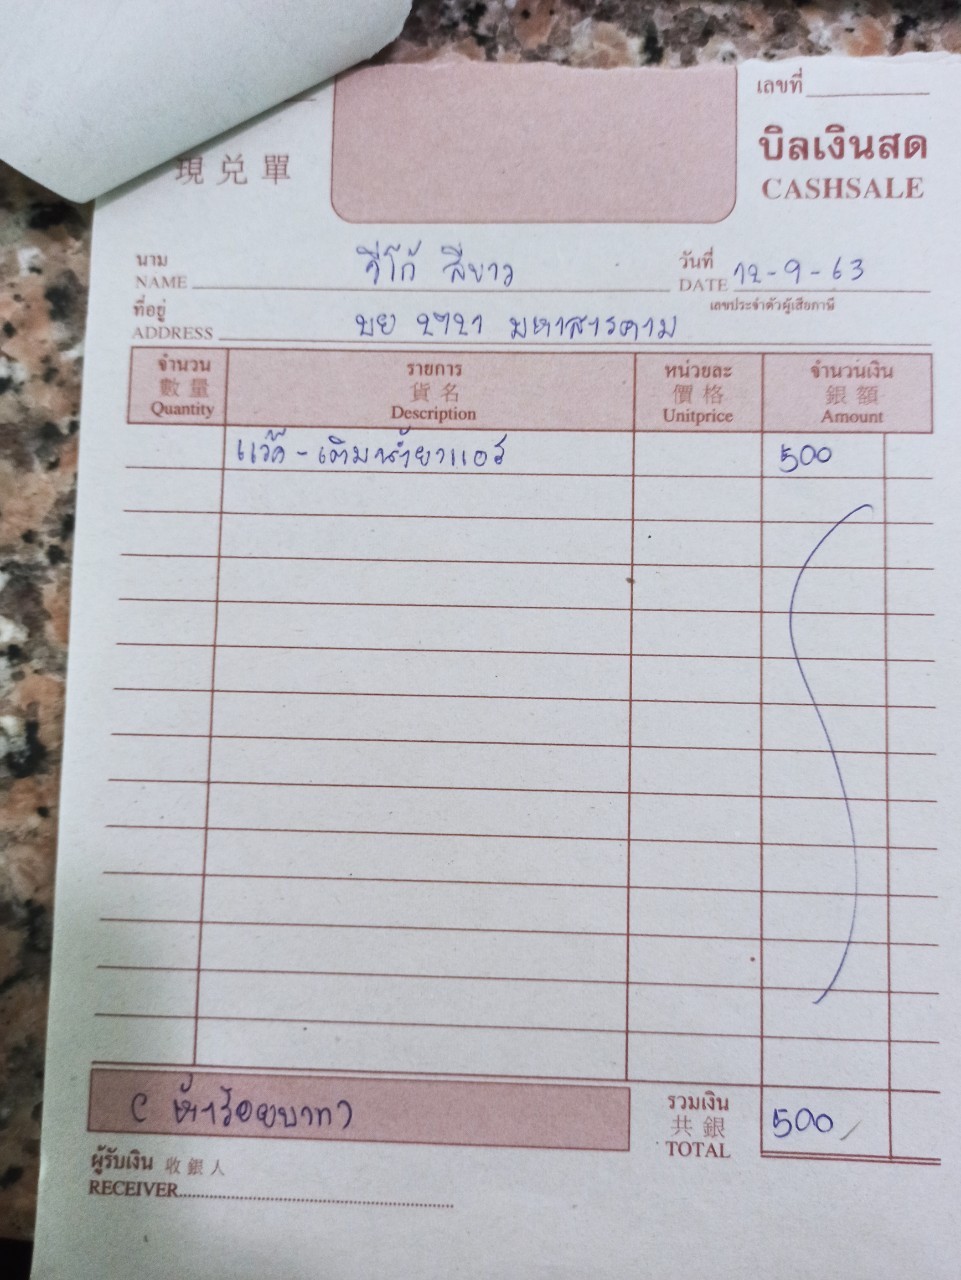 เลขที่
現兑單
บิลเงินสด
CASHSALE
นาม
NAME
วีโก้ สีขาว
วันที่
DATE
12-9-63
ที่อยู่
ADDRESS
บย 2721 มหาสารคาม
เลขประจำตัวผู้เสียภาษี
จำนวน
數量
Quantity
รายการ
貨名
Description
หน่วยละ
價格
Unitprice
จำนวนเงิน
銀額
Amount
แว๊ค - เติมน้ำยาแอร์
500
( ห้าร้อยบาท )
รวมเงิน
共銀
TOTAL
500
ผู้รับเงิน 收銀人
RECEIVER